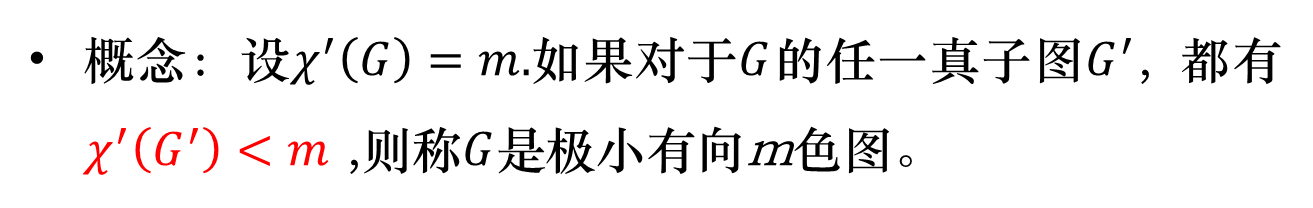 • 概念：设χ′(G) = m.如果对于G的任一真子图G′，都有
χ′(G′) < m ,则称G是极小有向m色图。